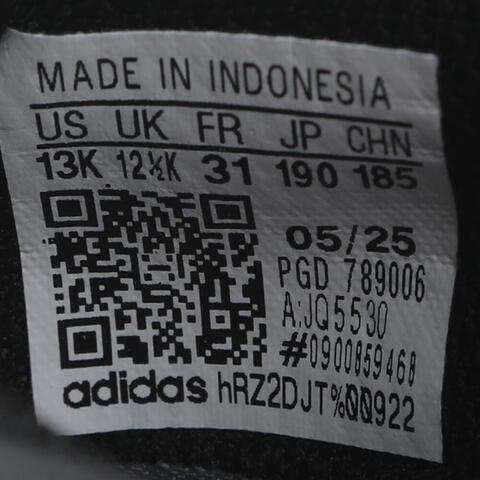 MADE IN INDONESIA
US UK FR JP CHN
13K 12½K 31 190 185
05/25
PGD 789006
A:JQ5530
#0900859468
adidas hRZ2DJT%QQ922